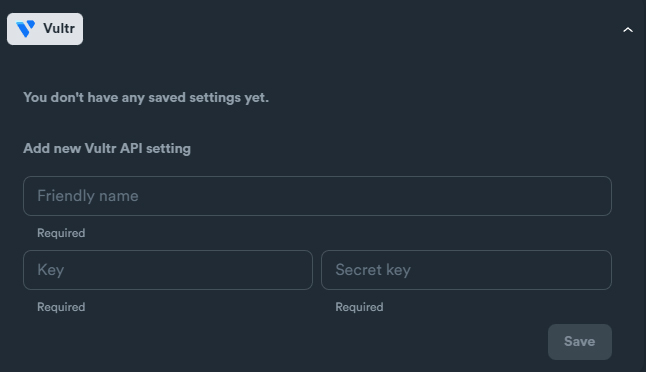 Vultr
You don't have any saved settings yet.
Add new Vultr API setting
Friendly name
Required
Key
Secret key
Required
Required
Save